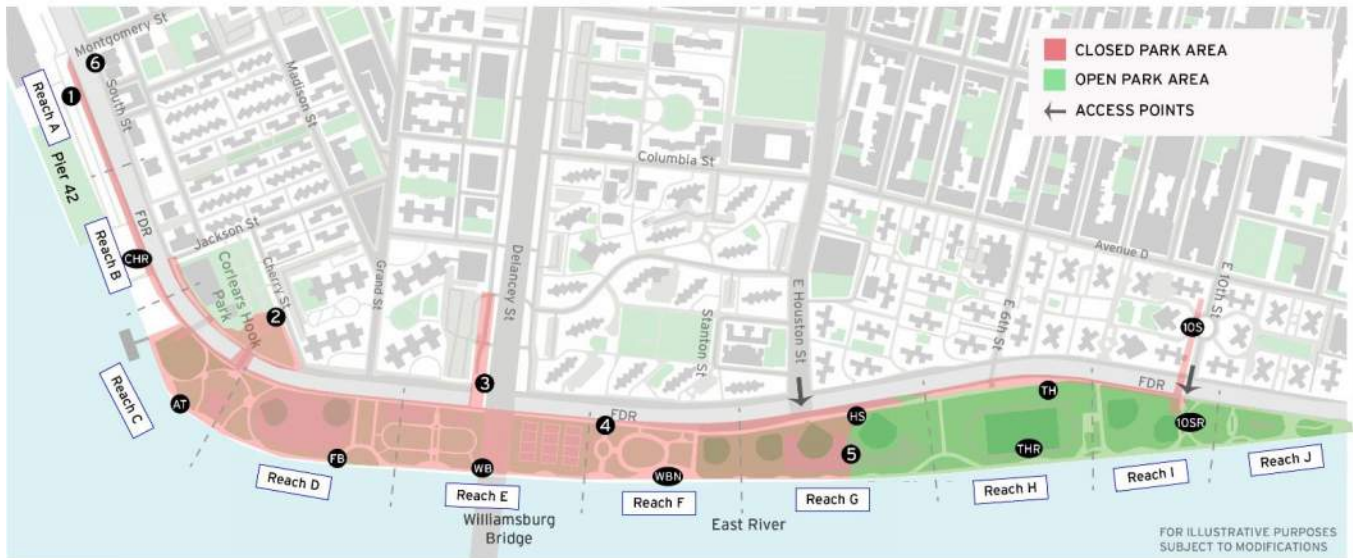 Montgomery St
6
1
Reach A
South St
Madison St
Pier 42
CLOSED PARK AREA
OPEN PARK AREA
ACCESS POINTS
Columbia St
FDR
Jackson St
Reach B
CHR
Corlears Hook
Park
Cherry St
2
Grand St
Delancey St
Stanton St
E Houston St
E 6th St
Avenue D
E 10th St
10S
3
FDR
4
FDR
HS
TH
10SR
Reach C
AT
FB
WB
WBN
5
THR
Reach D
Reach E
Reach F
Reach G
Reach H
Reach I
Reach J
Williamsburg
Bridge
East River
FOR ILLUSTRATIVE PURPOSES
SUBJECT TO MODIFICATIONS